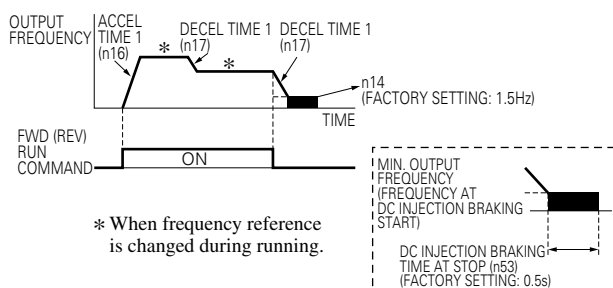 OUTPUT
FREQUENCY
ACCEL
TIME 1
(n16)
DECEL TIME 1
(n17)
DECEL TIME 1
(n17)
*
*
n14
(FACTORY SETTING: 1.5Hz)
TIME
FWD (REV)
RUN
COMMAND
ON
* When frequency reference
is changed during running.
MIN. OUTPUT
FREQUENCY
(FREQUENCY AT
DC INJECTION BRAKING
START)
DC INJECTION BRAKING
TIME AT STOP (n53)
(FACTORY SETTING: 0.5s)